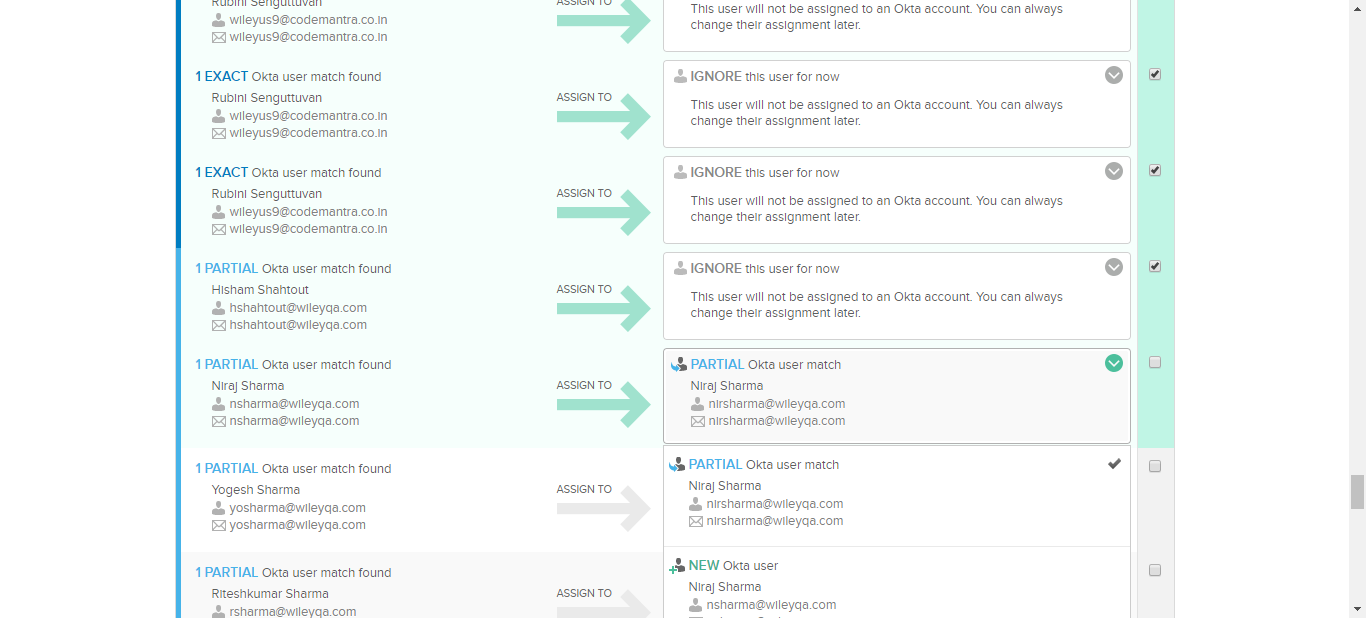 Rubini Senguttuvan
wileyus9@codemantra.co.in
wileyus9@codemantra.co.in
ASSIGN TO
This user will not be assigned to an Okta account. You can always
change their assignment later.
1 EXACT Okta user match found
Rubini Senguttuvan
wileyus9@codemantra.co.in
wileyus9@codemantra.co.in
ASSIGN TO
IGNORE this user for now
This user will not be assigned to an Okta account. You can always
change their assignment later.
1 EXACT Okta user match found
Rubini Senguttuvan
wileyus9@codemantra.co.in
wileyus9@codemantra.co.in
ASSIGN TO
IGNORE this user for now
This user will not be assigned to an Okta account. You can always
change their assignment later.
1 PARTIAL Okta user match found
Hisham Shahtout
hshahtout@wileyqa.com
hshahtout@wileyqa.com
ASSIGN TO
IGNORE this user for now
This user will not be assigned to an Okta account. You can always
change their assignment later.
1 PARTIAL Okta user match found
Niraj Sharma
nsharma@wileyqa.com
nsharma@wileyqa.com
ASSIGN TO
PARTIAL Okta user match
Niraj Sharma
nirsharma@wileyqa.com
nirsharma@wileyqa.com
1 PARTIAL Okta user match found
Yogesh Sharma
yosharma@wileyqa.com
yosharma@wileyqa.com
ASSIGN TO
PARTIAL Okta user match
Niraj Sharma
nirsharma@wileyqa.com
nirsharma@wileyqa.com
1 PARTIAL Okta user match found
Riteshkumar Sharma
rsharma@wileyqa.com
ASSIGN TO
NEW Okta user
Niraj Sharma
nsharma@wileyqa.com